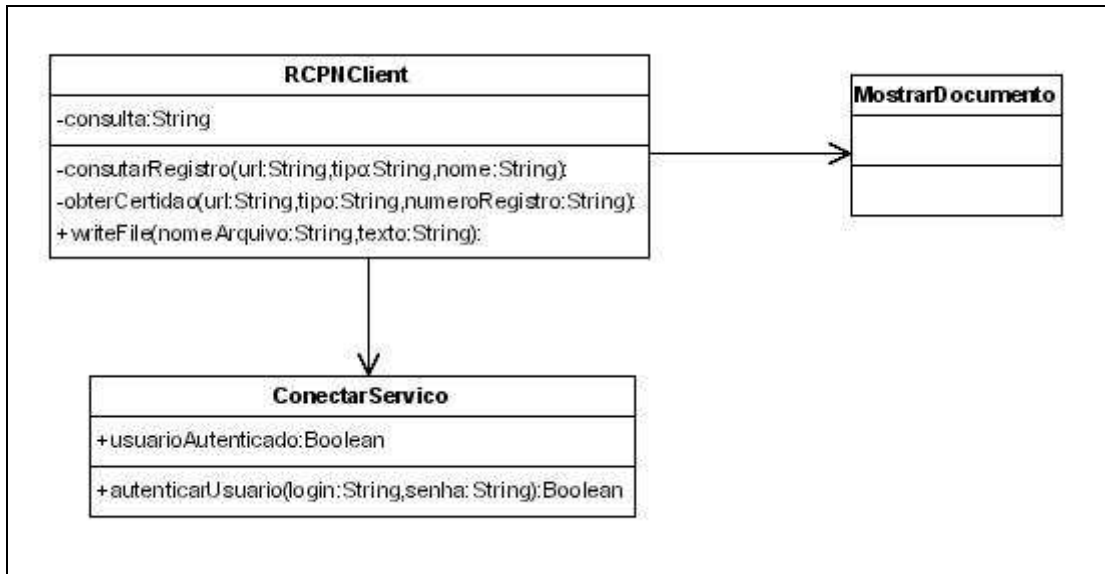 RCPNClient
-consulta:String
-consutarRegistro(url:String,tipo:String,nome:String):
-obterCertidao(url:String,tipo:String,numeroRegistro:String):
+writeFile(nomeArquivo:String,texto:String):
MostrarDocumento
ConectarServico
+usuarioAutenticado:Boolean
+autenticarUsuario(login:String,senha:String):Boolean